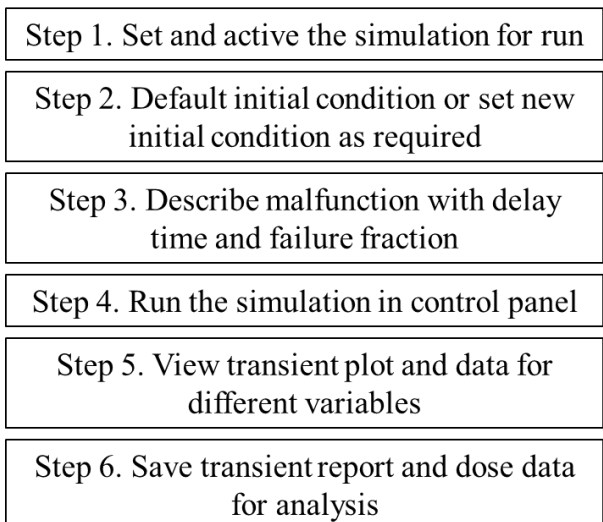 Step 1. Set and active the simulation for run
Step 2. Default initial condition or set new
initial condition as required
Step 3. Describe malfunction with delay
time and failure fraction
Step 4. Run the simulation in control panel
Step 5. View transient plot and data for
different variables
Step 6. Save transient report and dose data
for analysis